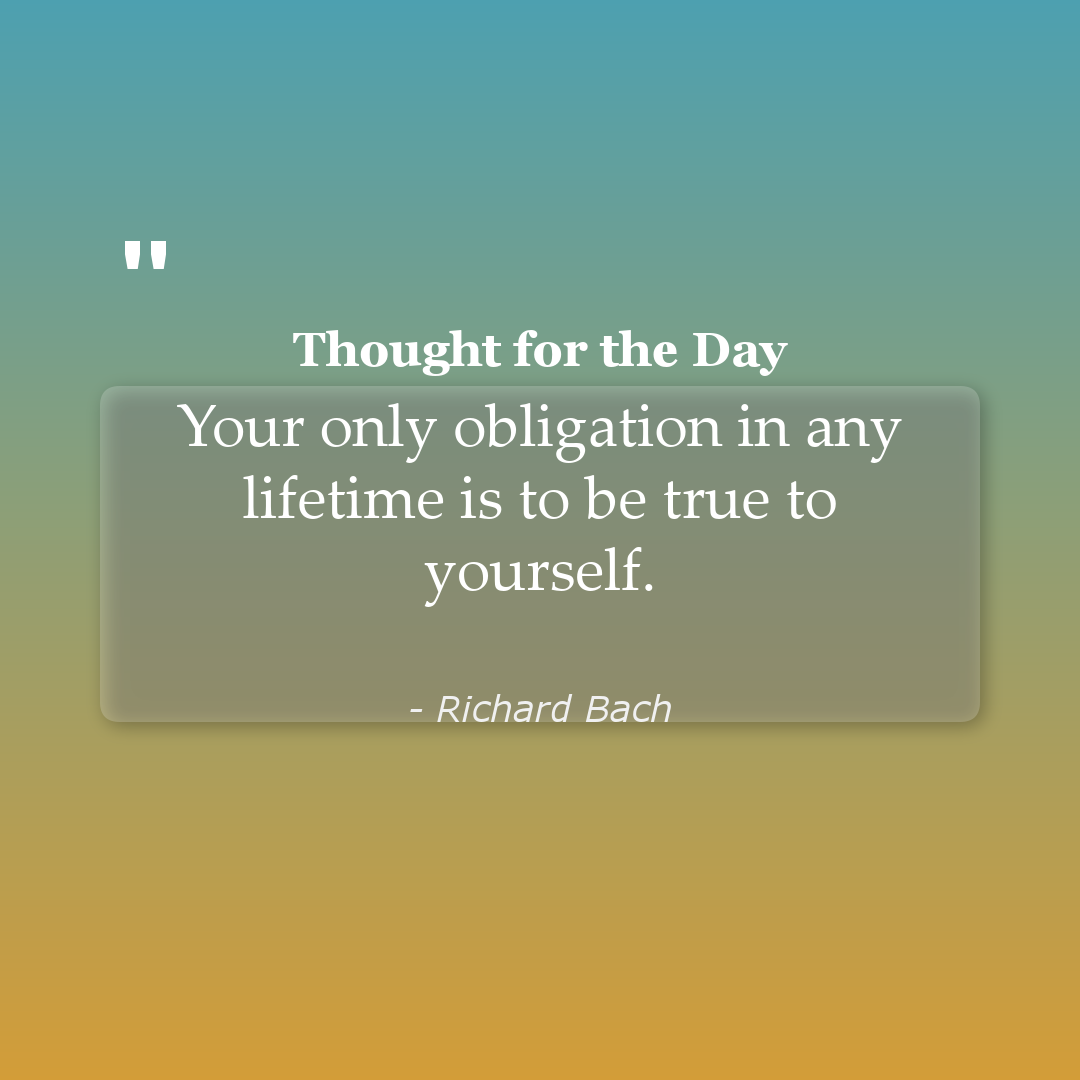 "
Thought for the Day
Your only obligation in any
lifetime is to be true to
yourself.
- Richard Bach